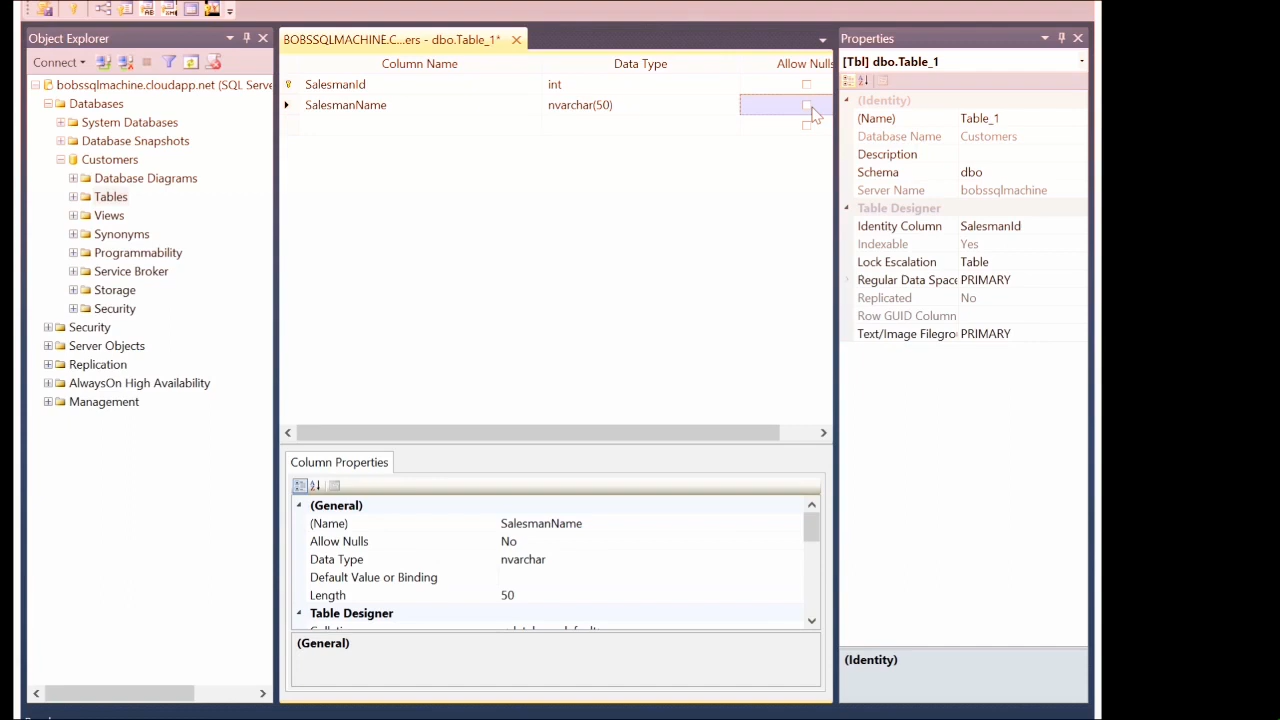 Object Explorer
Connect
bobssqlmachine.cloudapp.net (SQL Serve
Databases
System Databases
Database Snapshots
Customers
Database Diagrams
Tables
Views
Synonyms
Programmability
Service Broker
Storage
Security
Security
Server Objects
Replication
AlwaysOn High Availability
Management
BOBSSQLMACHINE.C...ers - dbo.Table_1*
Column Name Data Type Allow Nulls
SalesmanId int
SalesmanName nvarchar(50)
Column Properties
(General)
(Name) SalesmanName
Allow Nulls No
Data Type nvarchar
Default Value or Binding
Length 50
Table Designer
(General)
Properties
[Tbl] dbo.Table_1
(Identity)
(Name) Table_1
Database Name Customers
Description
Schema dbo
Server Name bobssqlmachine
Table Designer
Identity Column SalesmanId
Indexable Yes
Lock Escalation Table
Regular Data Space PRIMARY
Replicated No
Row GUID Column
Text/Image Filegro PRIMARY
(Identity)